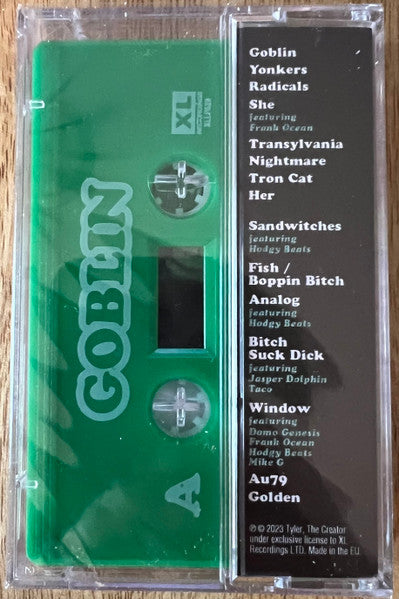 GOBLIN
A
XL
RECORDINGS
Goblin
Yonkers
Radicals
She
featuring
Frank Ocean
Transylvania
Nightmare
Tron Cat
Her
Sandwitches
featuring
Hodgy Beats
Fish /
Boppin Bitch
Analog
featuring
Hodgy Beats
Bitch
Suck Dick
featuring
Jasper Dolphin
Taco
Window
featuring
Domo Genesis
Frank Ocean
Hodgy Beats
Mike G
Au79
Golden
℗ © 2023 Tyler, The Creator
under exclusive license to XL
Recordings LTD. Made in the EU